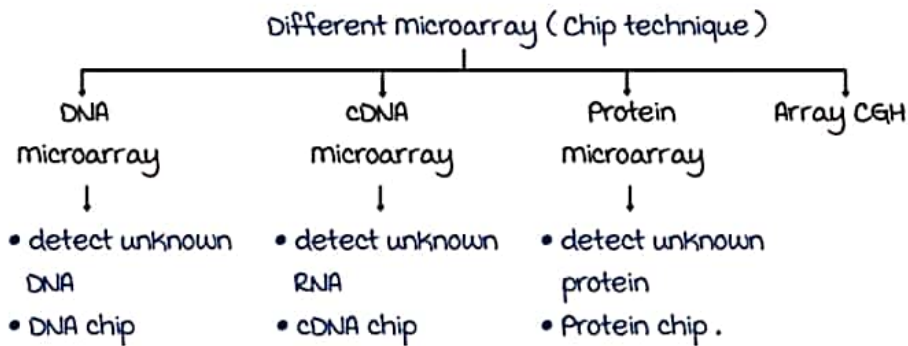 Different microarray (Chip technique)
DNA
microarray
• detect unknown
DNA
• DNA chip
cDNA
microarray
• detect unknown
RNA
• cDNA chip
Protein
microarray
• detect unknown
protein
• Protein chip.
Array CGH